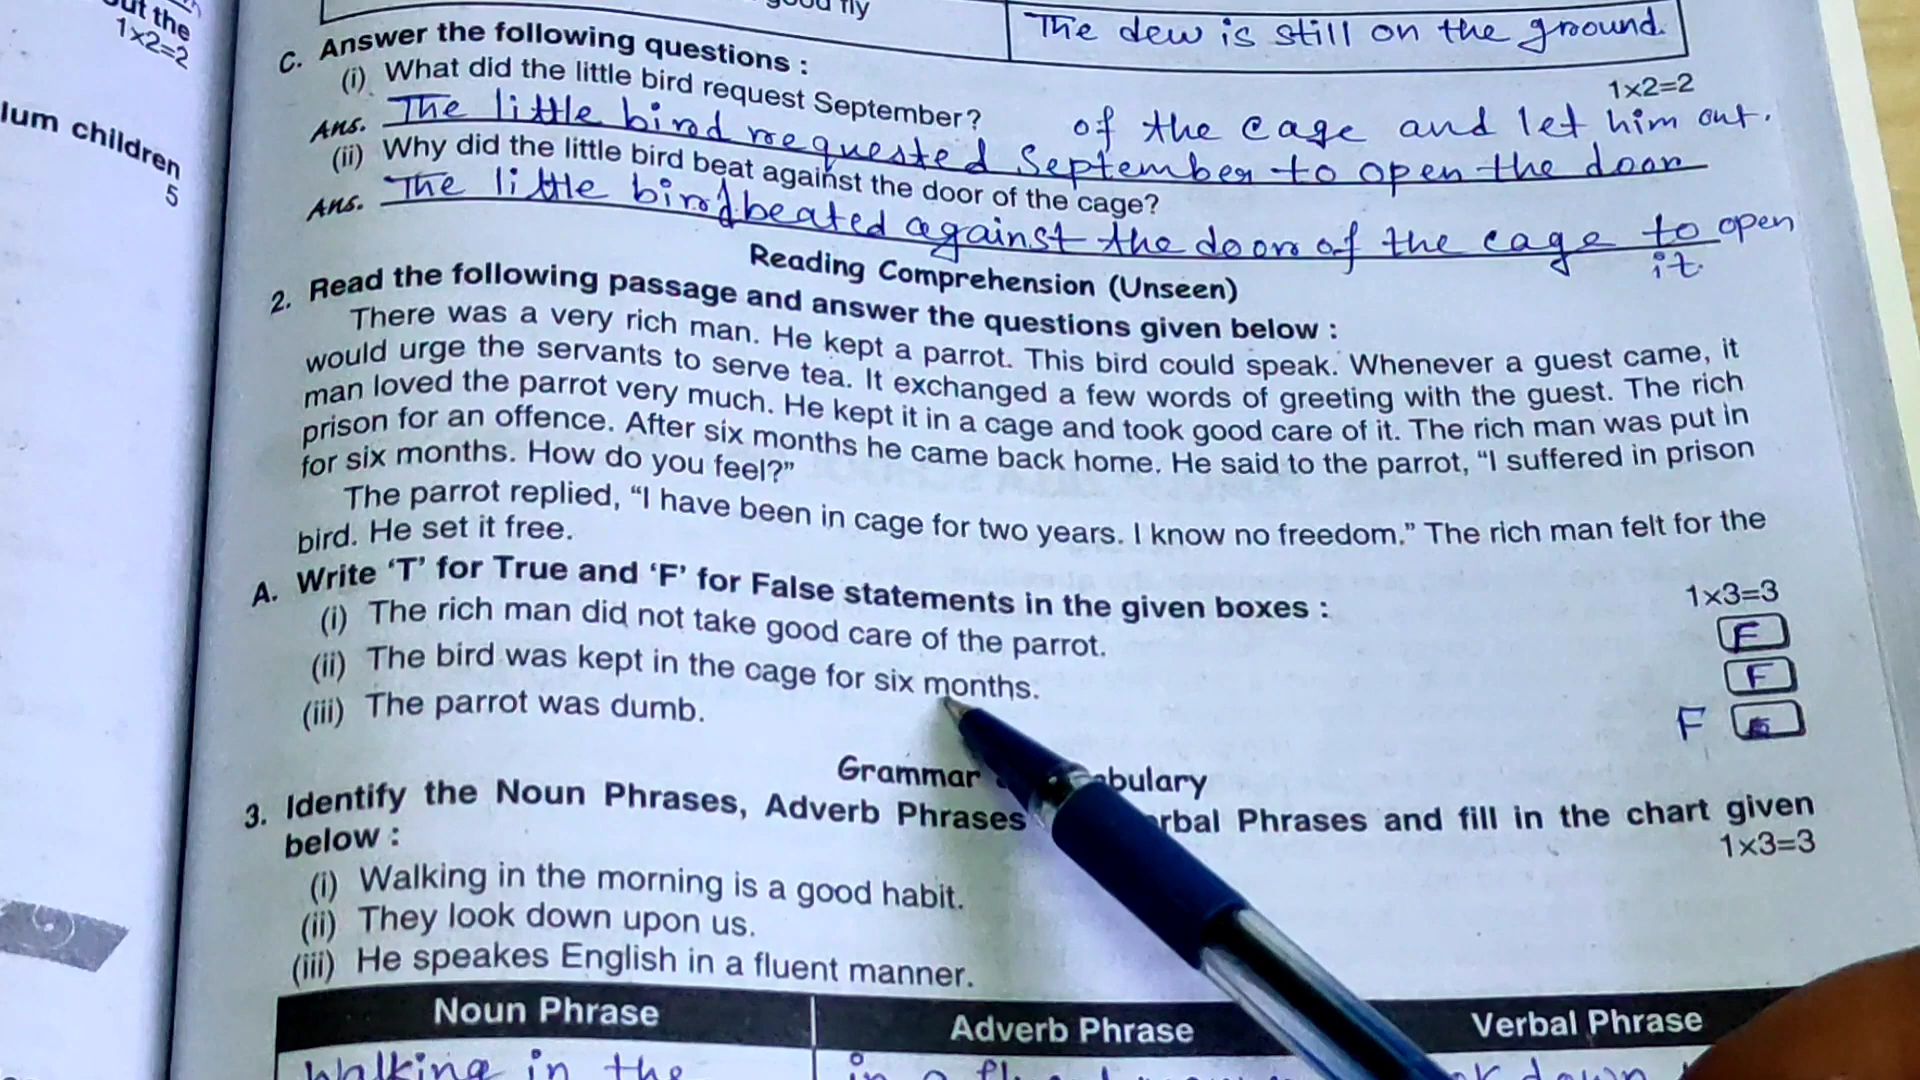 out the
1×2=2
lum children
5
good fly
The dew is still on the ground.
C. Answer the following questions :
1×2=2
(i) What did the little bird request September?
Ans. The little bird requested September to open the door
of the cage and let him out.
(ii) Why did the little bird beat against the door of the cage?
Ans. The little bird beated against the door of the cage to open
it.
Reading Comprehension (Unseen)
2. Read the following passage and answer the questions given below :
There was a very rich man. He kept a parrot. This bird could speak. Whenever a guest came, it
would urge the servants to serve tea. It exchanged a few words of greeting with the guest. The rich
man loved the parrot very much. He kept it in a cage and took good care of it. The rich man was put in
prison for an offence. After six months he came back home. He said to the parrot, “I suffered in prison
for six months. How do you feel?”
The parrot replied, “I have been in cage for two years. I know no freedom.” The rich man felt for the
bird. He set it free.
A. Write ‘T’ for True and ‘F’ for False statements in the given boxes :
1×3=3
(i) The rich man did not take good care of the parrot. F
(ii) The bird was kept in the cage for six months. F
(iii) The parrot was dumb. F
Grammar
abulary
3. Identify the Noun Phrases, Adverb Phrases rbal Phrases and fill in the chart given
below :
1×3=3
(i) Walking in the morning is a good habit.
(ii) They look down upon us.
(iii) He speakes English in a fluent manner.
Noun Phrase Adverb Phrase Verbal Phrase
Walking in the in a down